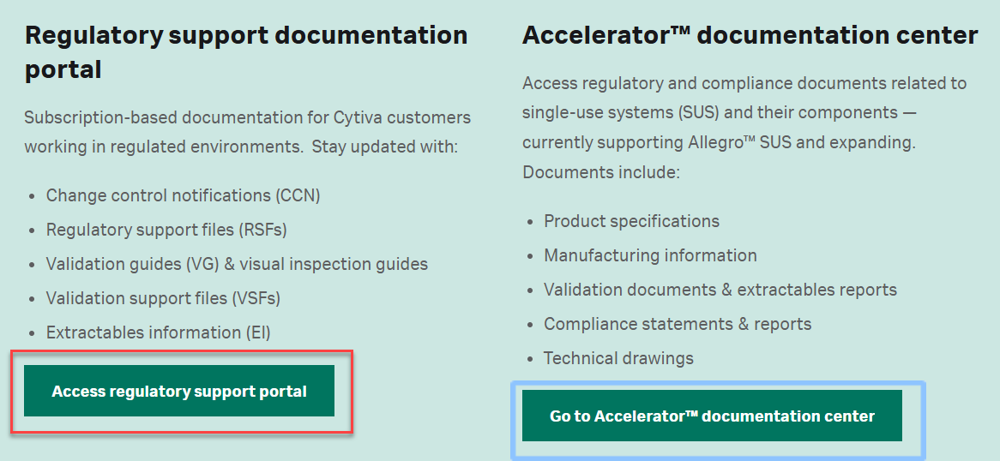 Regulatory support documentation
portal
Subscription-based documentation for Cytiva customers
working in regulated environments.  Stay updated with:
• Change control notifications (CCN)
• Regulatory support files (RSFs)
• Validation guides (VG) & visual inspection guides
• Validation support files (VSFs)
• Extractables information (EI)
Access regulatory support portal
Accelerator™ documentation center
Access regulatory and compliance documents related to
single-use systems (SUS) and their components —
currently supporting Allegro™ SUS and expanding.
Documents include:
• Product specifications
• Manufacturing information
• Validation documents & extractables reports
• Compliance statements & reports
• Technical drawings
Go to Accelerator™ documentation center